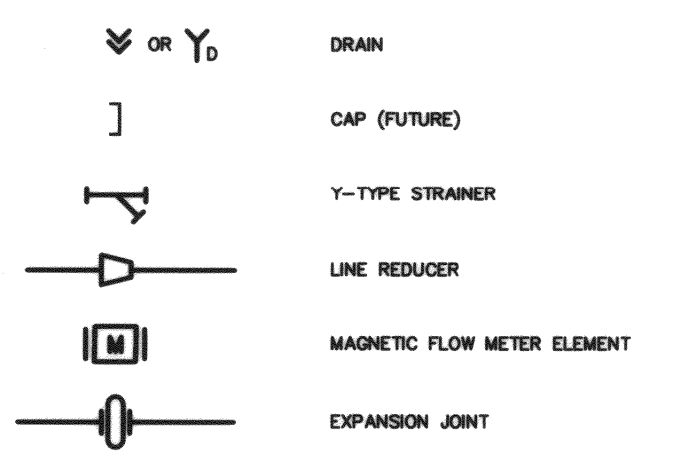 OR Y D DRAIN
CAP (FUTURE)
Y-TYPE STRAINER
LINE REDUCER
M MAGNETIC FLOW METER ELEMENT
EXPANSION JOINT